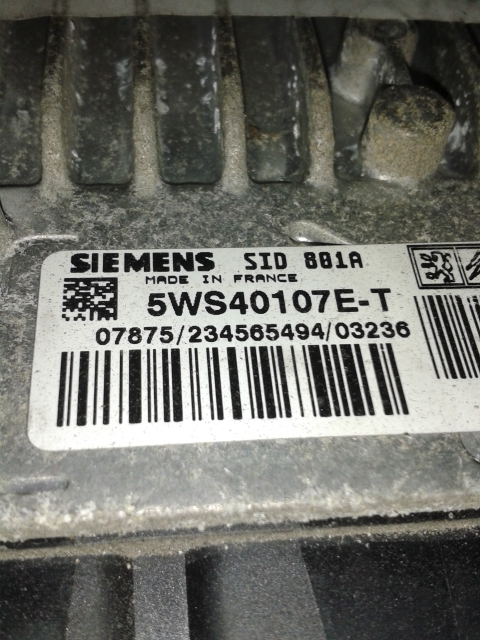 SIEMENS SID 801A
MADE IN FRANCE
5WS40107E-T
07875/234565494/03236